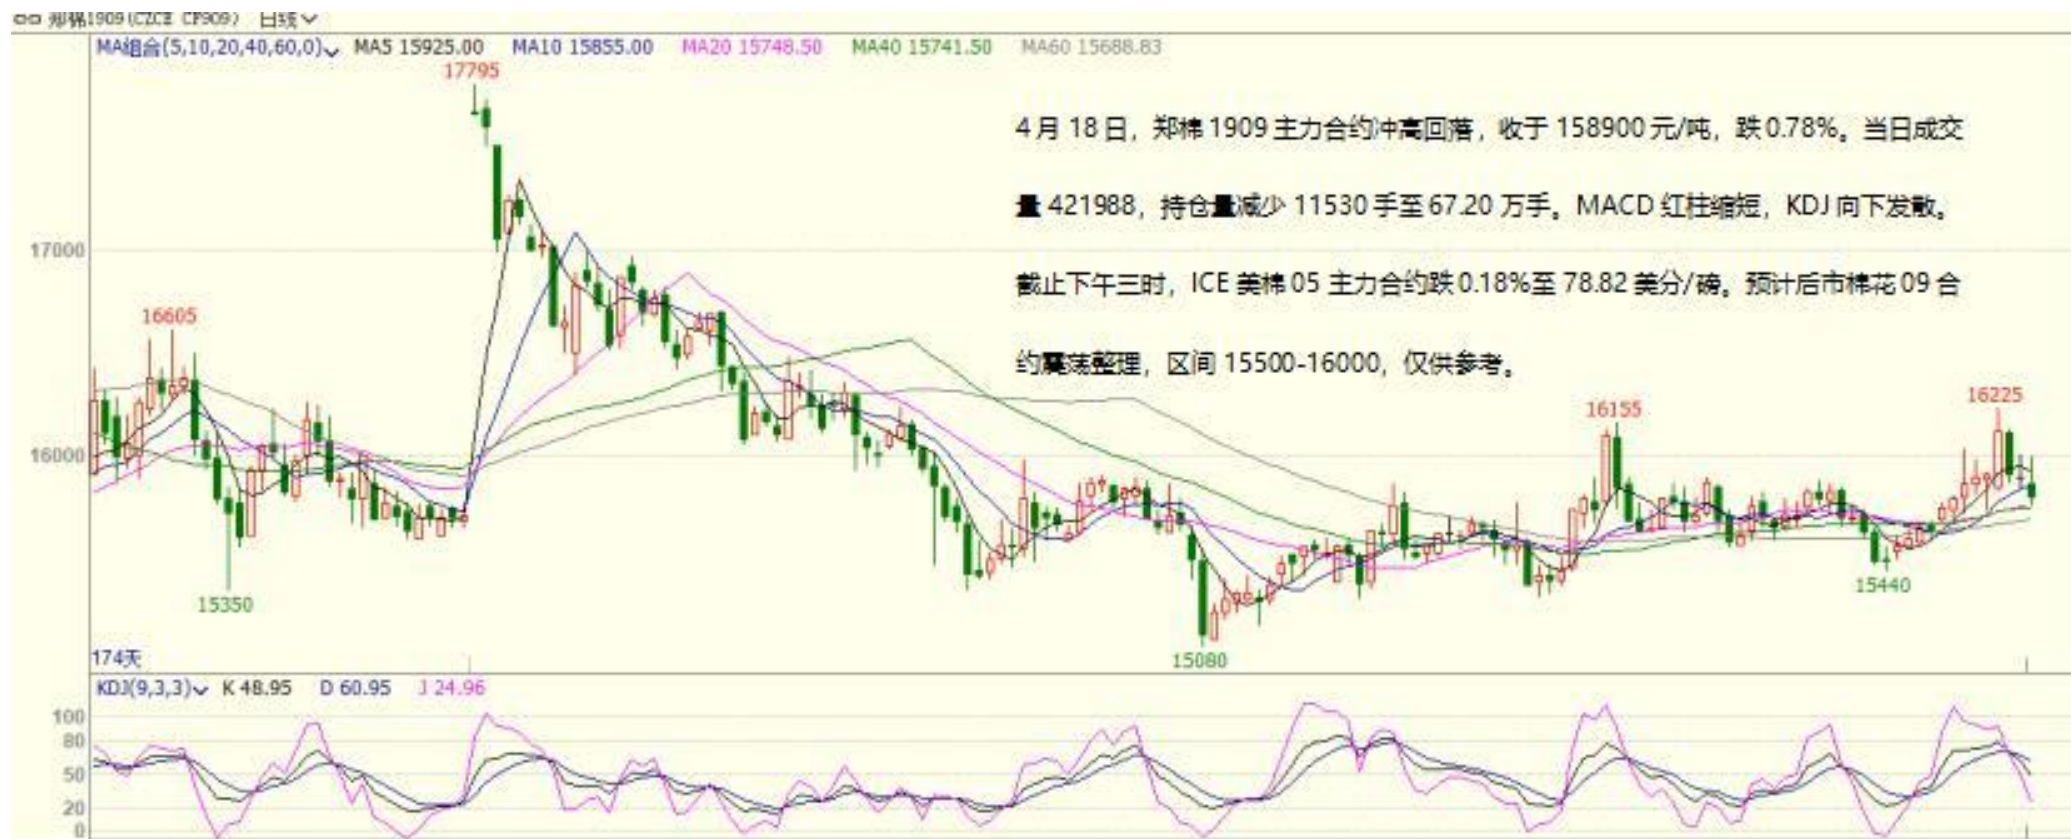 郑棉1909(CZCE CF909) 日线
MA组合(5,10,20,40,60,0) MA5 15925.00 MA10 15855.00 MA20 15748.50 MA40 15741.50 MA60 15688.83
17795
4月18日，郑棉1909主力合约冲高回落，收于158900元/吨，跌0.78%。当日成交
量421988，持仓量减少11530手至67.20万手。MACD红柱缩短，KDJ向下发散。
17000
截止下午三时，ICE美棉05主力合约跌0.18%至78.82美分/磅。预计后市棉花09合
16605
约震荡整理，区间15500-16000，仅供参考。
16225
16155
16000
15440
15350
15080
174天
KDJ(9,3,3) K 48.95 D 60.95 J 24.96
100
80
50
20
0